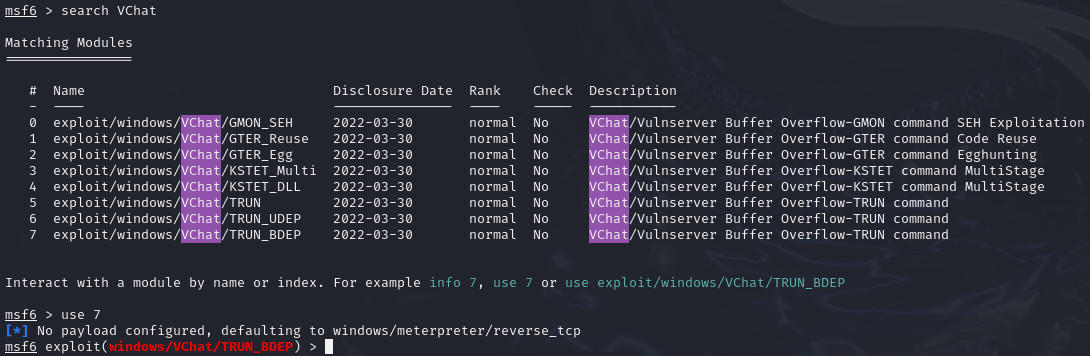 msf6 > search VChat
Matching Modules
================
#  Name                               Disclosure Date  Rank    Check  Description
-  ----                               ---------------  ----    -----  -----------
0  exploit/windows/VChat/GMON_SEH     2022-03-30       normal  No     VChat/Vulnserver Buffer Overflow-GMON command SEH Exploitation
1  exploit/windows/VChat/GTER_Reuse   2022-03-30       normal  No     VChat/Vulnserver Buffer Overflow-GTER command Code Reuse
2  exploit/windows/VChat/GTER_Egg     2022-03-30       normal  No     VChat/Vulnserver Buffer Overflow-GTER command Egghunting
3  exploit/windows/VChat/KSTET_Multi  2022-03-30       normal  No     VChat/Vulnserver Buffer Overflow-KSTET command MultiStage
4  exploit/windows/VChat/KSTET_DLL    2022-03-30       normal  No     VChat/Vulnserver Buffer Overflow-KSTET command MultiStage
5  exploit/windows/VChat/TRUN         2022-03-30       normal  No     VChat/Vulnserver Buffer Overflow-TRUN command
6  exploit/windows/VChat/TRUN_UDEP    2022-03-30       normal  No     VChat/Vulnserver Buffer Overflow-TRUN command
7  exploit/windows/VChat/TRUN_BDEP    2022-03-30       normal  No     VChat/Vulnserver Buffer Overflow-TRUN command
Interact with a module by name or index. For example info 7, use 7 or use exploit/windows/VChat/TRUN_BDEP
msf6 > use 7
[*] No payload configured, defaulting to windows/meterpreter/reverse_tcp
msf6 exploit(windows/VChat/TRUN_BDEP) >